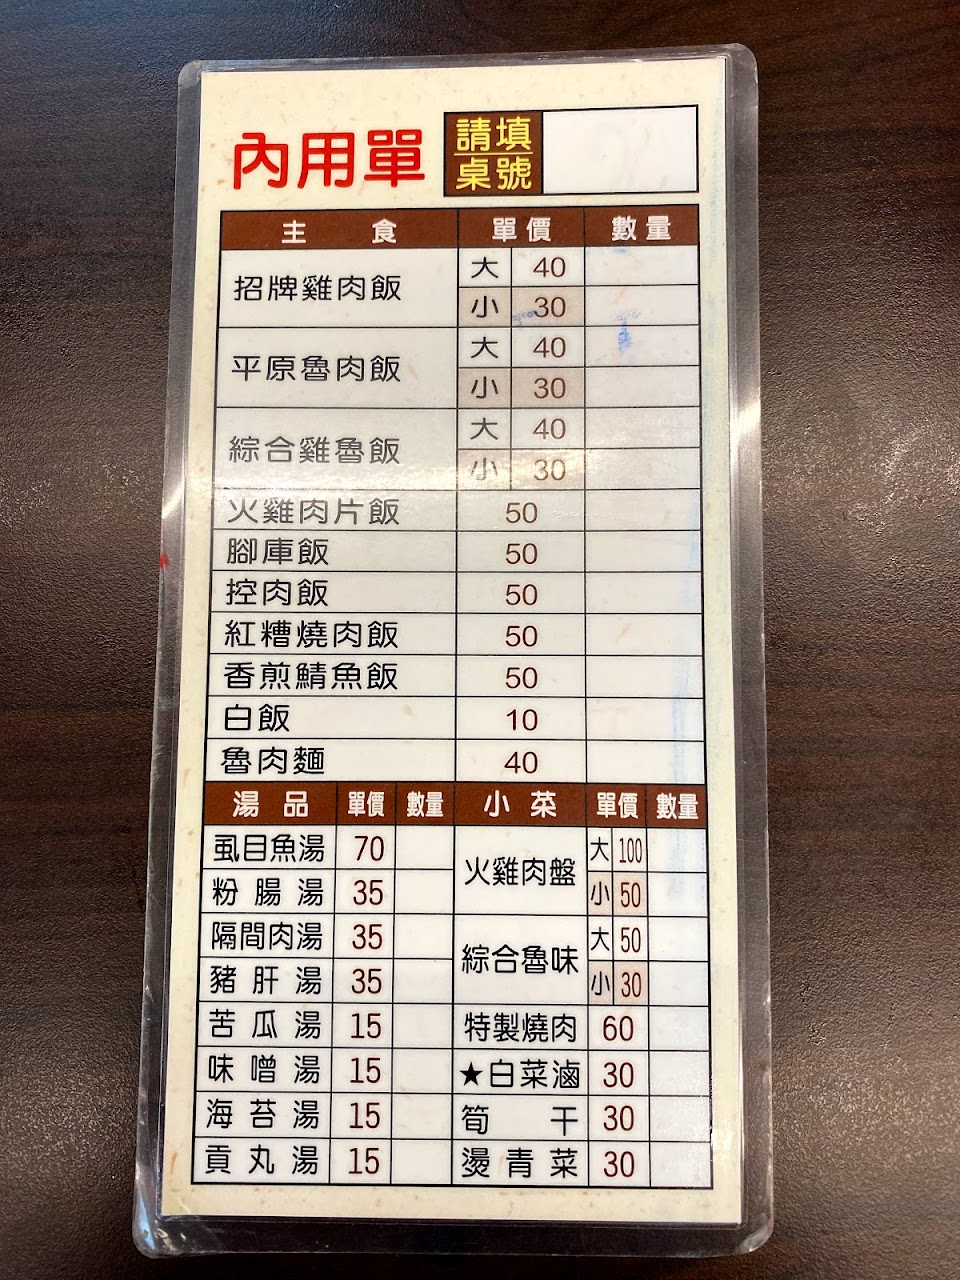 內用單 請填桌號
主食 單價 數量
招牌雞肉飯 大 40
小 30
平原魯肉飯 大 40
小 30
綜合雞魯飯 大 40
小 30
火雞肉片飯 50
腳庫飯 50
控肉飯 50
紅糟燒肉飯 50
香煎鯖魚飯 50
白飯 10
魯肉麵 40
湯品 單價 數量 小菜 單價 數量
虱目魚湯 70 火雞肉盤 大 100
粉腸湯 35 小 50
隔間肉湯 35 綜合魯味 大 50
豬肝湯 35 小 30
苦瓜湯 15 特製燒肉 60
味噌湯 15 ★白菜滷 30
海苔湯 15 筍干 30
貢丸湯 15 燙青菜 30